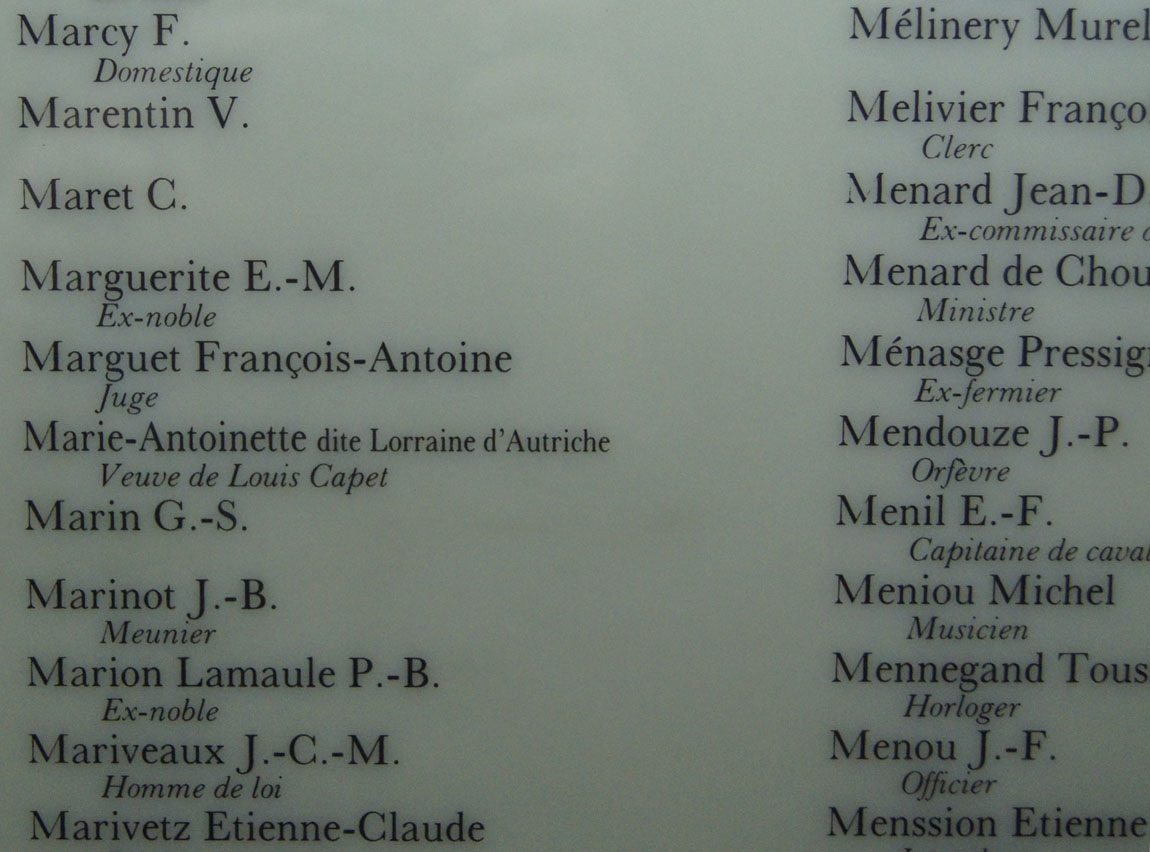 Marcy F.
Domestique
Marentin V.
Maret C.
Marguerite E.-M.
Ex-noble
Marguet François-Antoine
Juge
Marie-Antoinette dite Lorraine d'Autriche
Veuve de Louis Capet
Marin G.-S.
Marinot J.-B.
Meunier
Marion Lamaule P.-B.
Ex-noble
Mariveaux J.-C.-M.
Homme de loi
Marivetz Etienne-Claude
Mélinery Murel
Melivier Franço
Clerc
Menard Jean-D.
Ex-commissaire
Menard de Chou
Ministre
Ménasge Pressig
Ex-fermier
Mendouze J.-P.
Orfèvre
Menil E.-F.
Capitaine de caval
Meniou Michel
Musicien
Mennegand Tous
Horloger
Menou J.-F.
Officier
Menssion Etienne